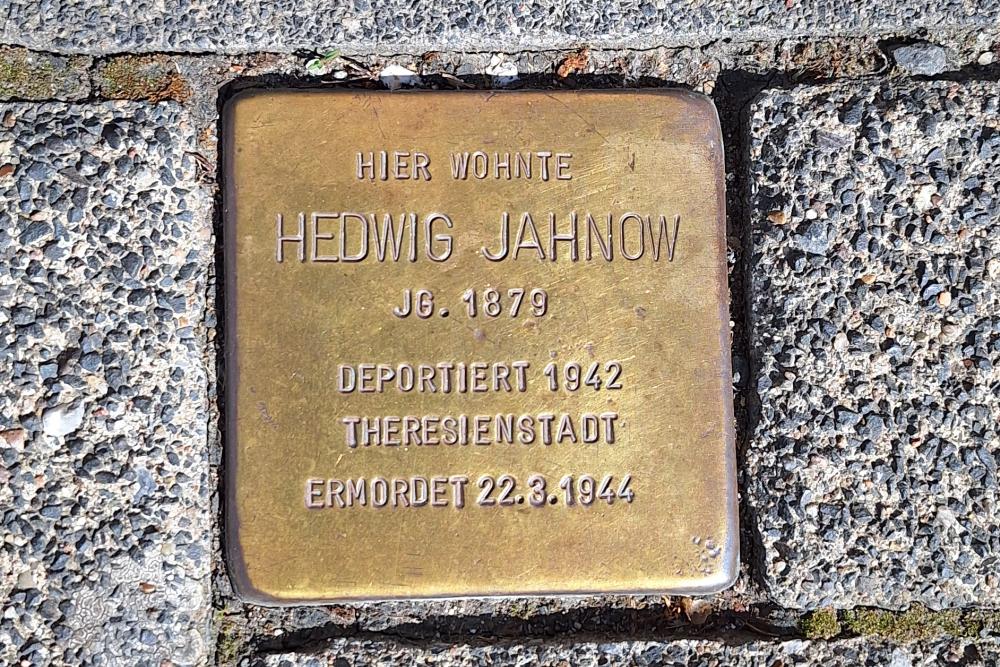 HIER WOHNTE
HEDWIG JAHNOW
JG. 1879
DEPORTIERT 1942
THERESIENSTADT
ERMORDET 22.3.1944